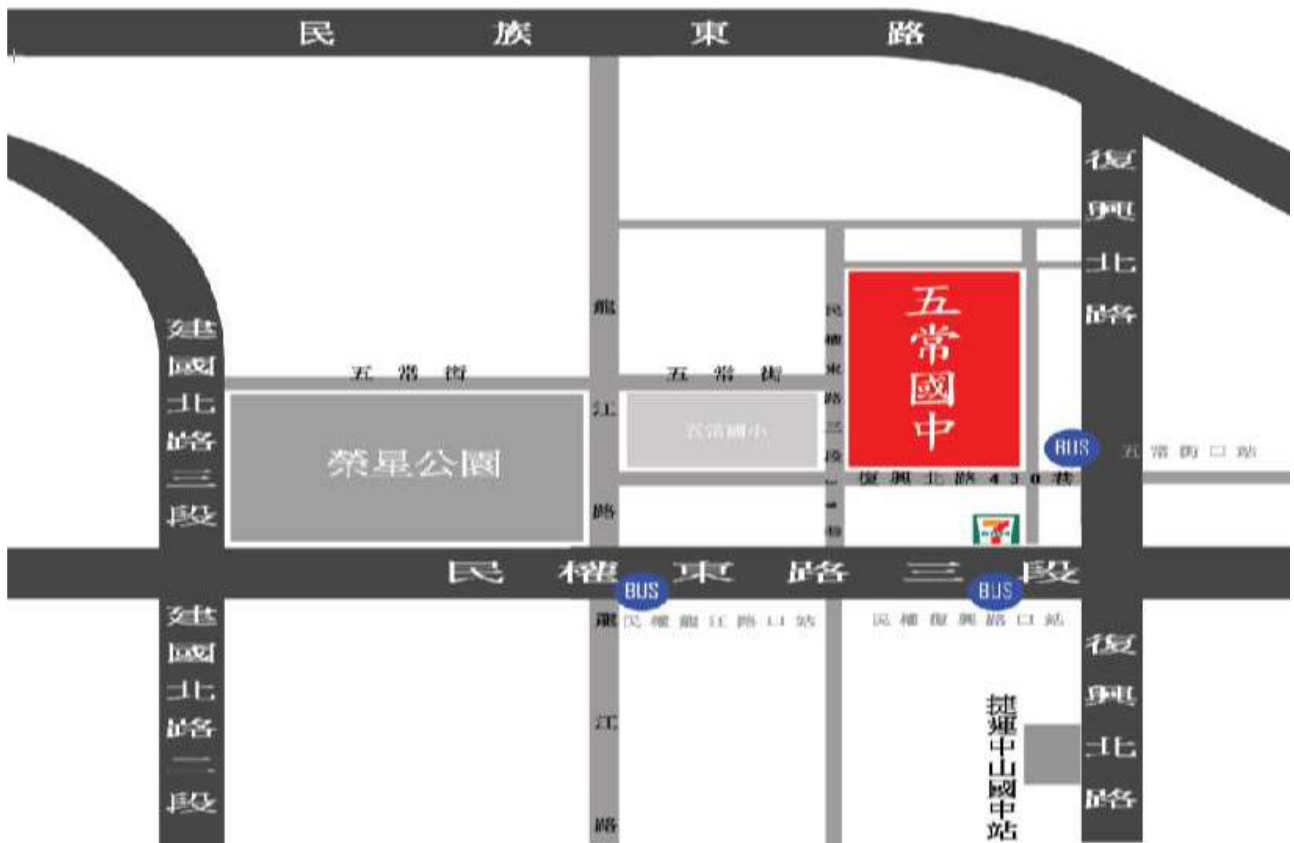 民族東路
復興北路
龍江路
民權東路三段
五常國中
建國北路三段
五常街
五常街
五常國小
榮星公園
BUS
五常街口站
復興北路430巷
7
民權東路三段
BUS
BUS
民權龍江路口站
民權復興路口站
建國北路二段
龍江路
復興北路
捷運中山國中站